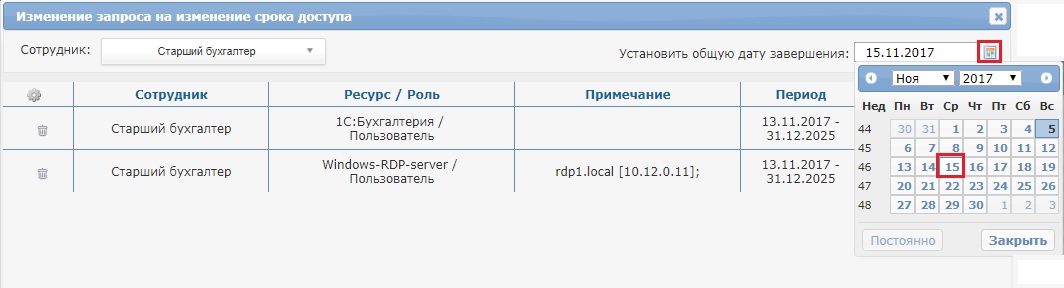 Изменение запроса на изменение срока доступа
Сотрудник: Старший бухгалтер Установить общую дату завершения: 15.11.2017
Ноя 2017
Нед Пн Вт Ср Чт Пт Сб Вс
44 30 31 1 2 3 4 5
45 6 7 8 9 10 11 12
46 13 14 15 16 17 18 19
47 20 21 22 23 24 25 26
48 27 28 29 30 1 2 3
Постоянно Закрыть
Сотрудник Ресурс / Роль Примечание Период
Старший бухгалтер 1С:Бухгалтерия / Пользователь 13.11.2017 - 31.12.2025
Старший бухгалтер Windows-RDP-server / Пользователь rdp1.local [10.12.0.11]; 13.11.2017 - 31.12.2025